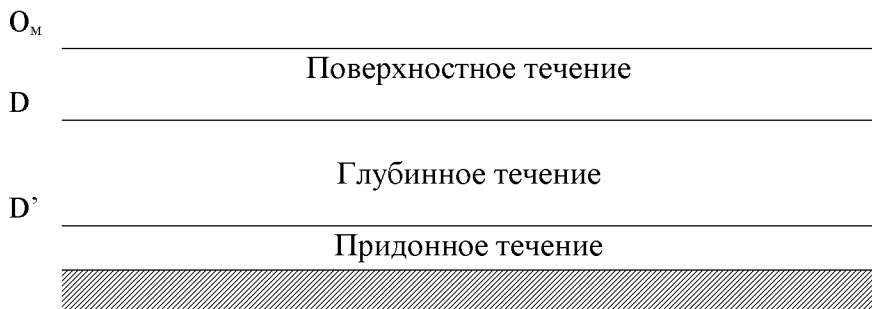 Oм
Поверхностное течение
D
Глубинное течение
D’
Придонное течение